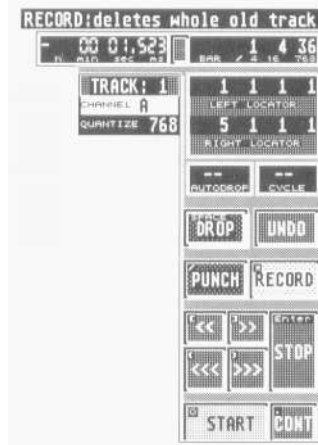 RECORD:deletes whole old track
- 00 01,523 1 4 36
h min sec ms BAR / 4 16 768
TRACK: 1
CHANNEL A
QUANTIZE 768
1 1 1 1
LEFT LOCATOR
5 1 1 1
RIGHT LOCATOR
-- --
AUTODROP CYCLE
SPACE
DROP UNDO
PUNCH RECORD
<< >>
Enter
STOP
<<< >>>
START CONT